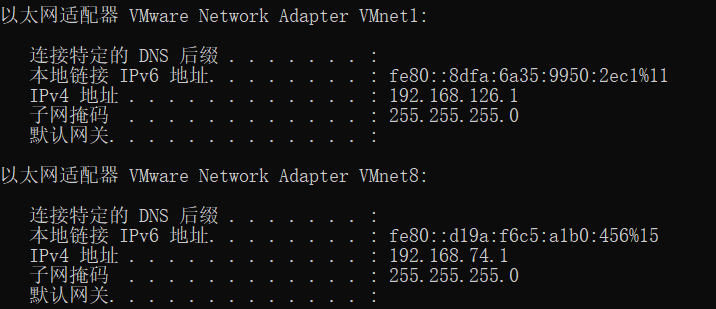 以太网适配器 VMware Network Adapter VMnet1:
连接特定的 DNS 后缀 . . . . . . . :
本地链接 IPv6 地址. . . . . . . . : fe80::8dfa:6a35:9950:2ec1%11
IPv4 地址 . . . . . . . . . . . . : 192.168.126.1
子网掩码 . . . . . . . . . . . . : 255.255.255.0
默认网关. . . . . . . . . . . . . :
以太网适配器 VMware Network Adapter VMnet8:
连接特定的 DNS 后缀 . . . . . . . :
本地链接 IPv6 地址. . . . . . . . : fe80::d19a:f6c5:a1b0:456%15
IPv4 地址 . . . . . . . . . . . . : 192.168.74.1
子网掩码 . . . . . . . . . . . . : 255.255.255.0
默认网关. . . . . . . . . . . . . :